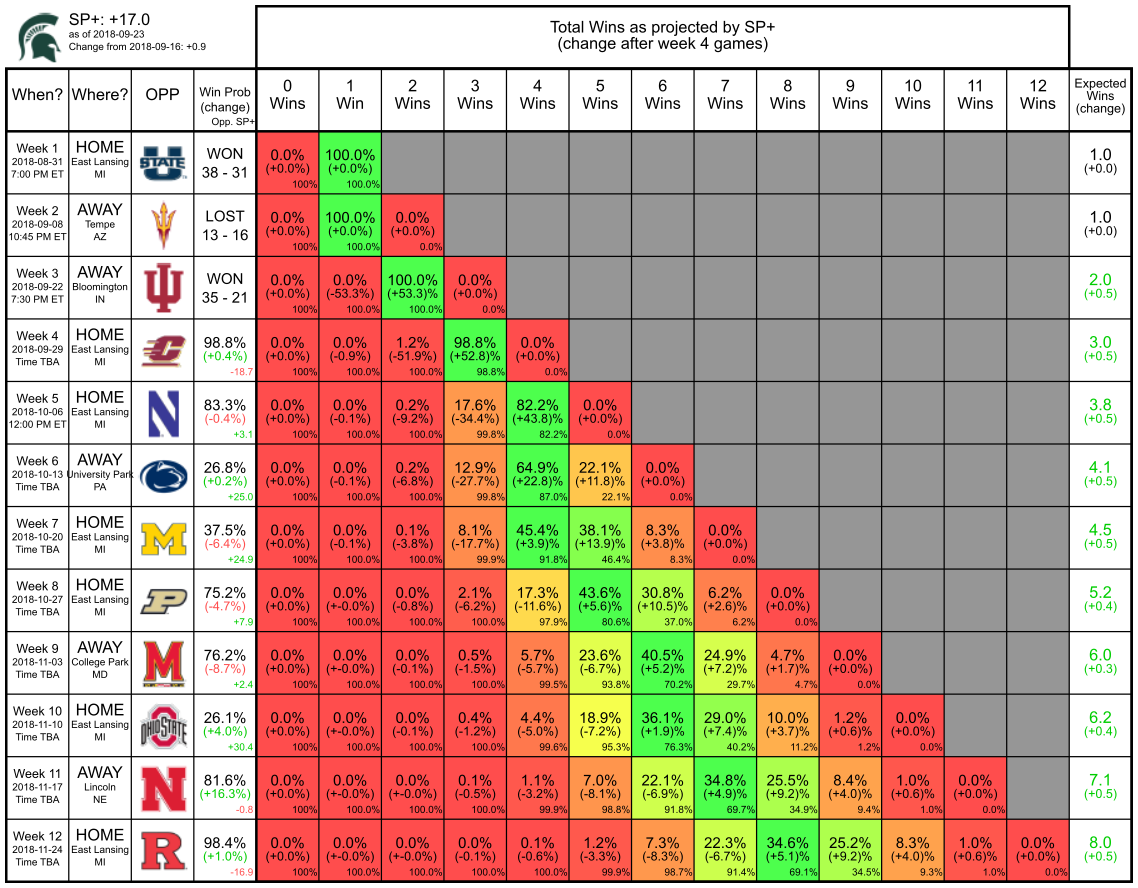 SP+: +17.0
as of 2018-09-23
Change from 2018-09-16: +0.9
Total Wins as projected by SP+
(change after week 4 games)
When? Where? OPP Win Prob (change) Opp. SP+ 0 Wins 1 Win 2 Wins 3 Wins 4 Wins 5 Wins 6 Wins 7 Wins 8 Wins 9 Wins 10 Wins 11 Wins 12 Wins Expected Wins (change)
Week 1 HOME STATE WON 0.0% 100.0% 1.0
2018-08-31 East Lansing 38 - 31 (+0.0%) (+0.0%) (+0.0)
7:00 PM ET MI 100% 100.0%
Week 2 AWAY LOST 0.0% 100.0% 0.0% 1.0
2018-09-08 Tempe 13 - 16 (+0.0%) (+0.0%) (+0.0%) (+0.0)
10:45 PM ET AZ 100% 100.0% 0.0%
Week 3 AWAY WON 0.0% 0.0% 100.0% 0.0% 2.0
2018-09-22 Bloomington 35 - 21 (+0.0%) (-53.3%) (+53.3)% (+0.0%) (+0.5)
7:30 PM ET IN 100% 100.0% 100.0% 0.0%
Week 4 HOME C 98.8% 0.0% 0.0% 1.2% 98.8% 0.0% 3.0
2018-09-29 East Lansing (+0.4%) (+0.0%) (-0.9%) (-51.9%) (+52.8)% (+0.0%) (+0.5)
Time TBA MI -18.7 100% 100.0% 100.0% 98.8% 0.0%
Week 5 HOME N 83.3% 0.0% 0.0% 0.2% 17.6% 82.2% 0.0% 3.8
2018-10-06 East Lansing (-0.4%) (+0.0%) (-0.1%) (-9.2%) (-34.4%) (+43.8)% (+0.0%) (+0.5)
12:00 PM ET MI +3.1 100% 100.0% 100.0% 99.8% 82.2% 0.0%
Week 6 AWAY 26.8% 0.0% 0.0% 0.2% 12.9% 64.9% 22.1% 0.0% 4.1
2018-10-13 University Park (+0.2%) (+0.0%) (-0.1%) (-6.8%) (-27.7%) (+22.8)% (+11.8)% (+0.0%) (+0.5)
Time TBA PA +25.0 100% 100.0% 100.0% 99.8% 87.0% 22.1% 0.0%
Week 7 HOME M 37.5% 0.0% 0.0% 0.1% 8.1% 45.4% 38.1% 8.3% 0.0% 4.5
2018-10-20 East Lansing (-6.4%) (+0.0%) (-0.1%) (-3.8%) (-17.7%) (+3.9)% (+13.9)% (+3.8)% (+0.0%) (+0.5)
Time TBA MI +24.9 100% 100.0% 100.0% 99.9% 91.8% 46.4% 8.3% 0.0%
Week 8 HOME P 75.2% 0.0% 0.0% 0.0% 2.1% 17.3% 43.6% 30.8% 6.2% 0.0% 5.2
2018-10-27 East Lansing (-4.7%) (+0.0%) (+-0.0%) (-0.8%) (-6.2%) (-11.6%) (+5.6)% (+10.5)% (+2.6)% (+0.0%) (+0.4)
Time TBA MI +7.9 100% 100.0% 100.0% 100.0% 97.9% 80.6% 37.0% 6.2% 0.0%
Week 9 AWAY M 76.2% 0.0% 0.0% 0.0% 0.5% 5.7% 23.6% 40.5% 24.9% 4.7% 0.0% 6.0
2018-11-03 College Park (-8.7%) (+0.0%) (+-0.0%) (-0.1%) (-1.5%) (-5.7%) (-6.7%) (+5.2)% (+7.2)% (+1.7)% (+0.0%) (+0.3)
Time TBA MD +2.4 100% 100.0% 100.0% 100.0% 99.5% 93.8% 70.2% 29.7% 4.7% 0.0%
Week 10 HOME OHIO STATE 26.1% 0.0% 0.0% 0.0% 0.4% 4.4% 18.9% 36.1% 29.0% 10.0% 1.2% 0.0% 6.2
2018-11-10 East Lansing (+4.0%) (+0.0%) (+-0.0%) (-0.1%) (-1.2%) (-5.0%) (-7.2%) (+1.9)% (+7.4)% (+3.7)% (+0.6)% (+0.0%) (+0.4)
Time TBA MI +30.4 100% 100.0% 100.0% 100.0% 99.6% 95.3% 76.3% 40.2% 11.2% 1.2% 0.0%
Week 11 AWAY N 81.6% 0.0% 0.0% 0.0% 0.1% 1.1% 7.0% 22.1% 34.8% 25.5% 8.4% 1.0% 0.0% 7.1
2018-11-17 Lincoln (+16.3%) (+0.0%) (+-0.0%) (+-0.0%) (-0.5%) (-3.2%) (-8.1%) (-6.9%) (+4.9)% (+9.2)% (+4.0)% (+0.6)% (+0.0%) (+0.5)
Time TBA NE -0.8 100% 100.0% 100.0% 100.0% 99.9% 98.8% 91.8% 69.7% 34.9% 9.4% 1.0% 0.0%
Week 12 HOME R 98.4% 0.0% 0.0% 0.0% 0.0% 0.1% 1.2% 7.3% 22.3% 34.6% 25.2% 8.3% 1.0% 0.0% 8.0
2018-11-24 East Lansing (+1.0%) (+0.0%) (+-0.0%) (+-0.0%) (-0.1%) (-0.6%) (-3.3%) (-8.3%) (-6.7%) (+5.1)% (+9.2)% (+4.0)% (+0.6)% (+0.0%) (+0.5)
Time TBA MI -16.9 100% 100.0% 100.0% 100.0% 100.0% 99.9% 98.7% 91.4% 69.1% 34.5% 9.3% 1.0% 0.0%